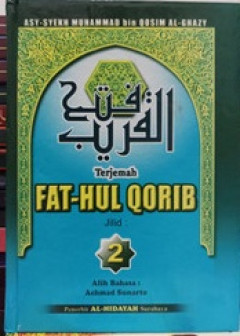 ASY-SYEKH MUHAMMAD bin QOSIM AL-GHAZY
فتح
القريب
Terjemah
FAT-HUL QORIB
Jilid :
2
Alih Bahasa :
Achmad Sunarto
Penerbit AL-HIDAYAH Surabaya